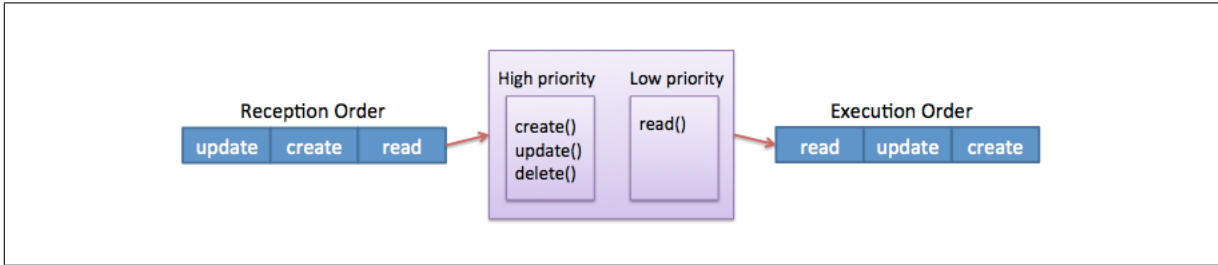 High priority Low priority
Reception Order
Execution Order
create() read()
update()
delete()
update create read
read update create